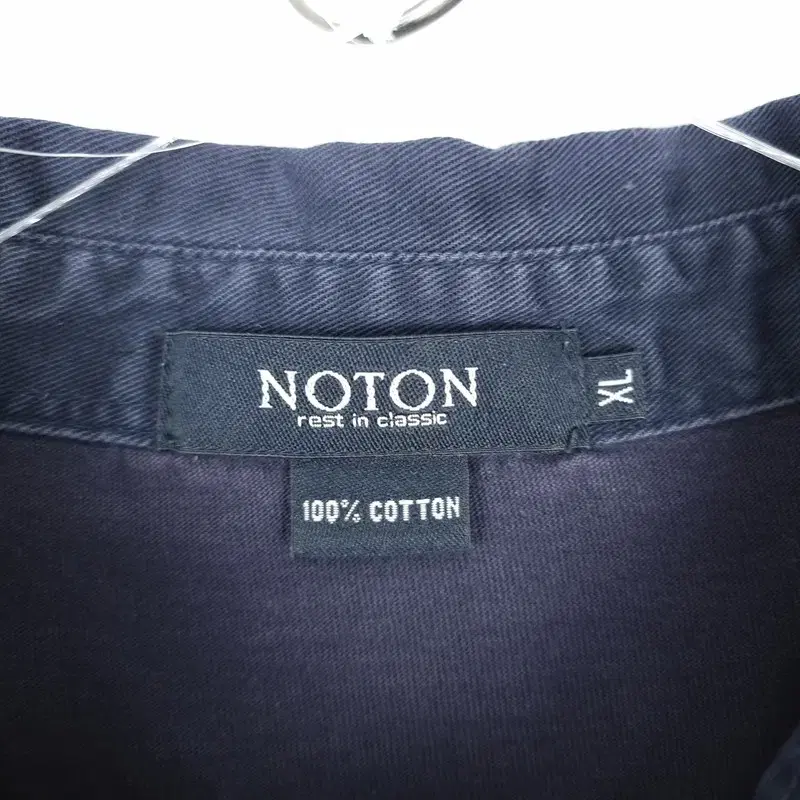 NOTON
rest in classic
XL
100% COTTON